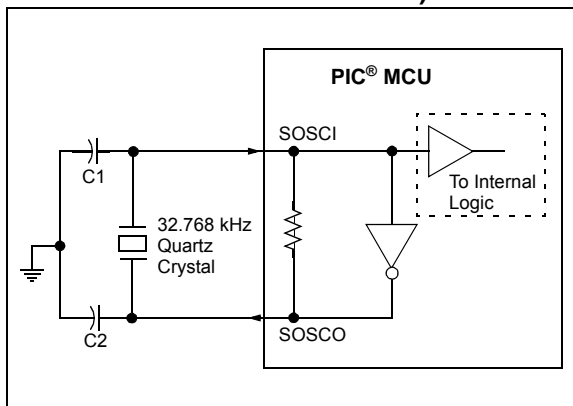 )
PIC® MCU
SOSCI
C1
To Internal
Logic
32.768 kHz
Quartz
Crystal
SOSCO
C2